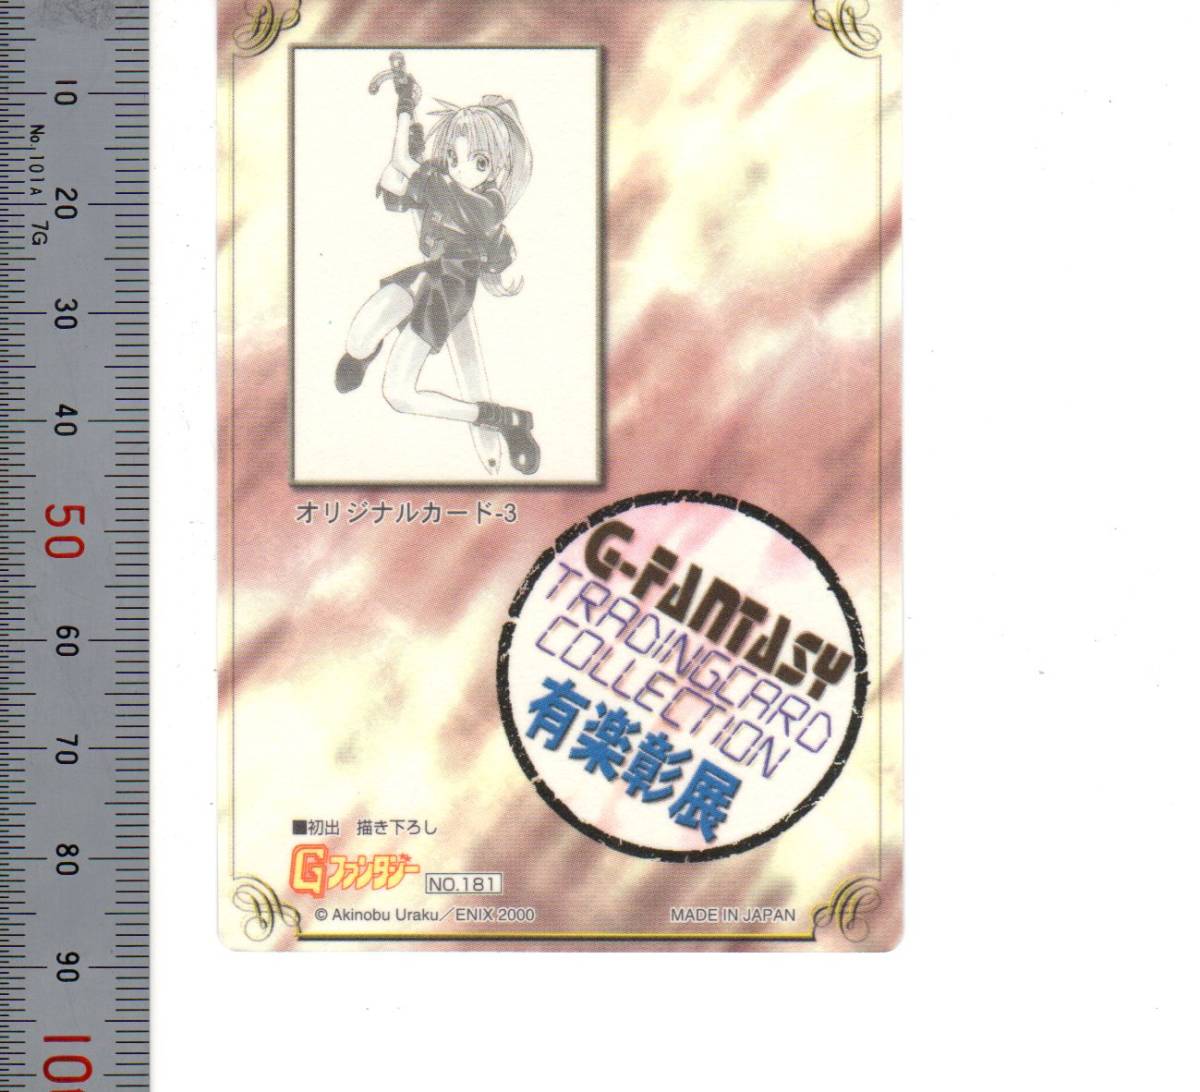 10
No.101A 7G
20
30
40
50
60
70
80
90
100
オリジナルカード-3
G-FANTASY
TRADINGCARD
COLLECTION
有楽彰展
■初出　描き下ろし
Gファンタジー NO.181
© Akinobu Uraku／ENIX 2000
MADE IN JAPAN